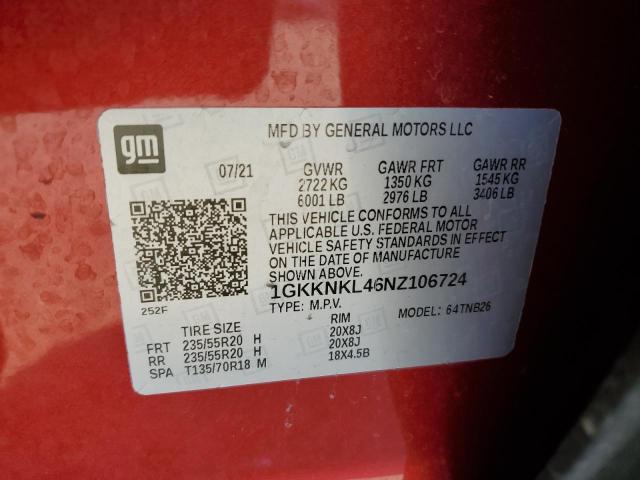 gm
MFD BY GENERAL MOTORS LLC
07/21 GVWR GAWR FRT GAWR RR
2722 KG 1350 KG 1545 KG
6001 LB 2976 LB 3406 LB
THIS VEHICLE CONFORMS TO ALL
APPLICABLE U.S. FEDERAL MOTOR
VEHICLE SAFETY STANDARDS IN EFFECT
ON THE DATE OF MANUFACTURE
SHOWN ABOVE.
1GKKNKL46NZ106724
252F
TYPE: M.P.V. MODEL: 64TNB26
TIRE SIZE RIM
FRT 235/55R20 H 20X8J
RR 235/55R20 H 20X8J
SPA T135/70R18 M 18X4.5B